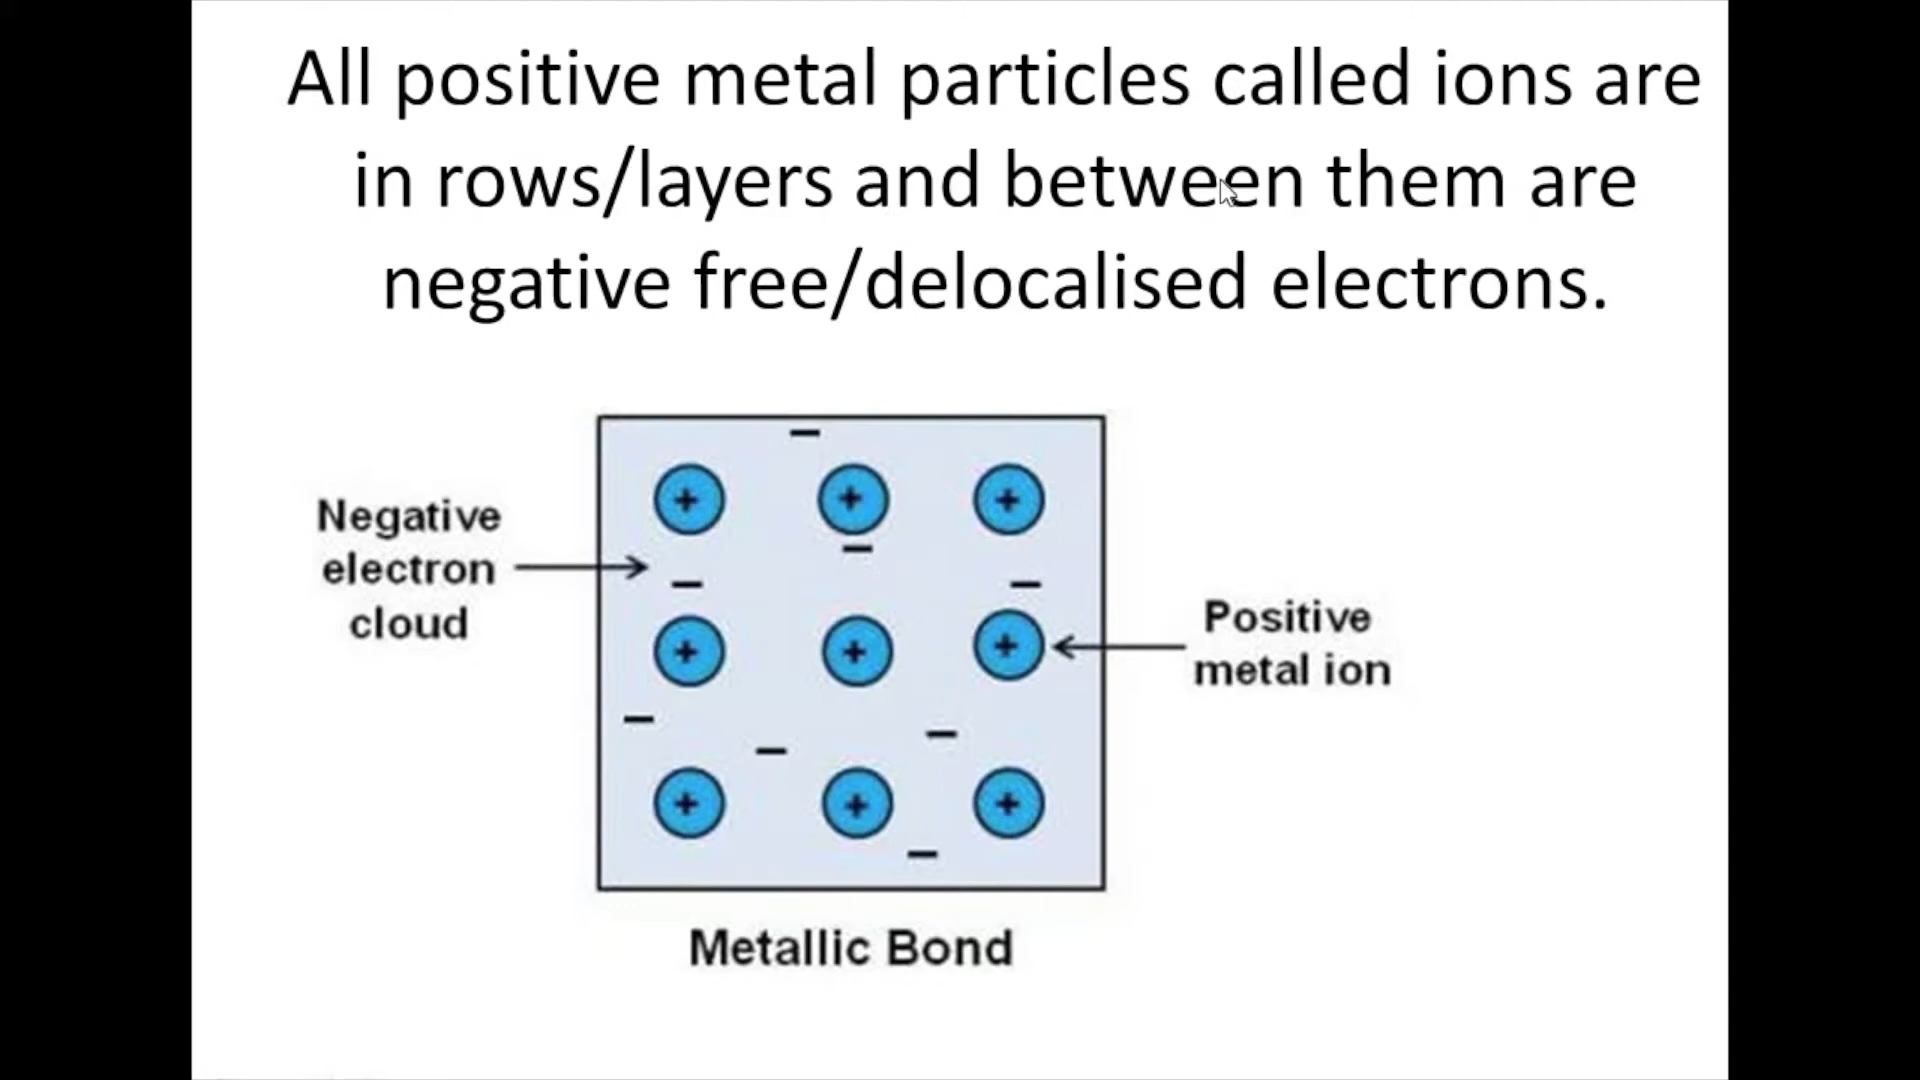 All positive metal particles called ions are
in rows/layers and between them are
negative free/delocalised electrons.
−
+ + +
−
− −
Negative
electron
cloud
+ + +
Positive
metal ion
−
− −
+ + +
−
Metallic Bond